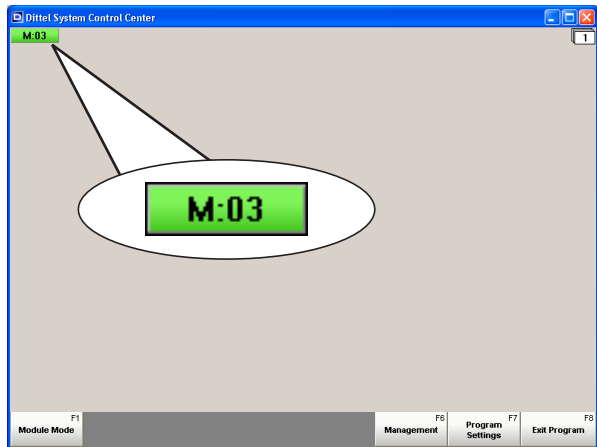 Dittel System Control Center
M:03
1
M:03
F1
Module Mode
F6
Management
F7
Program
Settings
F8
Exit Program